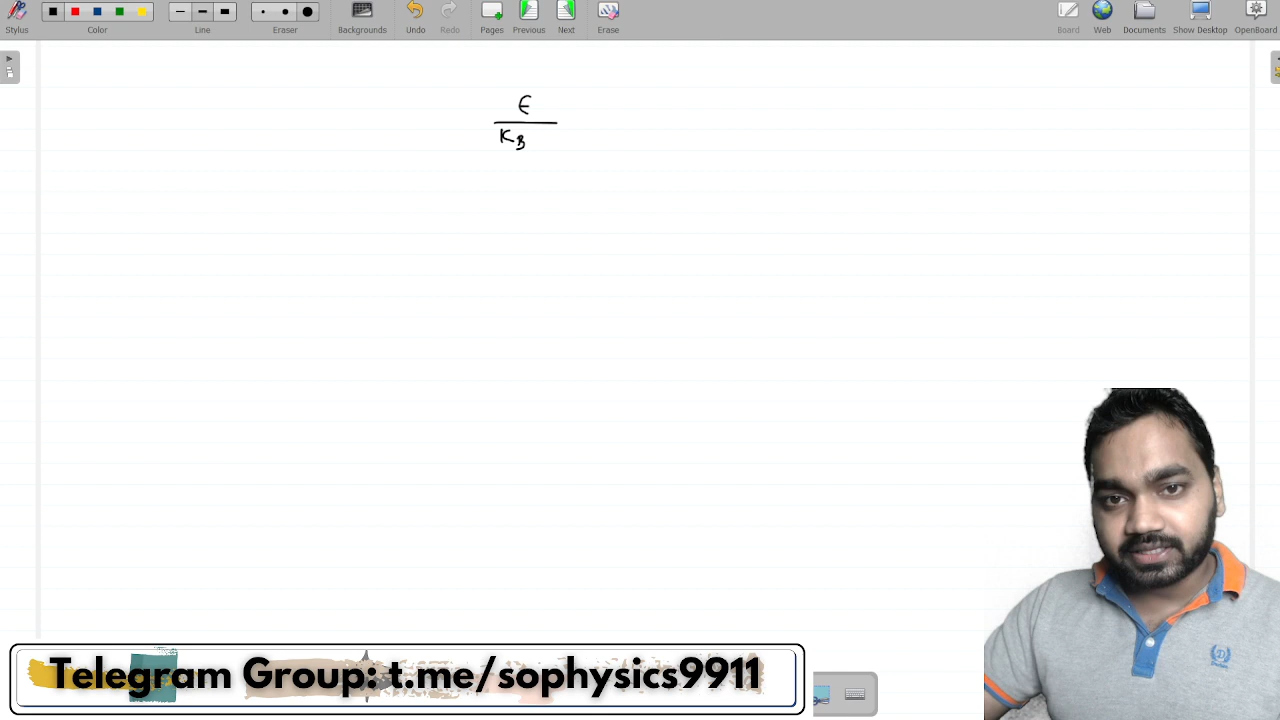 Stylus Color Line Eraser Backgrounds Undo Redo Pages Previous Next Erase Board Web Documents Show Desktop OpenBoard
ϵ
K_B
Telegram Group: t.me/sophysics9911